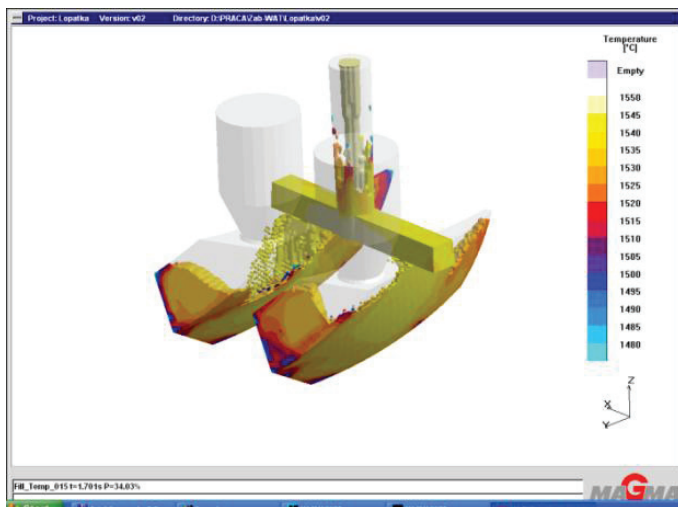 Project: Lopatka Version: v02 Directory: D:\PRACA\Zab-WAT\Lopatka\v02
Temperature
[°C]
Empty
1550
1545
1540
1535
1530
1525
1520
1515
1510
1505
1500
1495
1490
1485
1480
Z
X
Y
Fill_Temp_015 t=1.701s P=34.03%
MAGMA